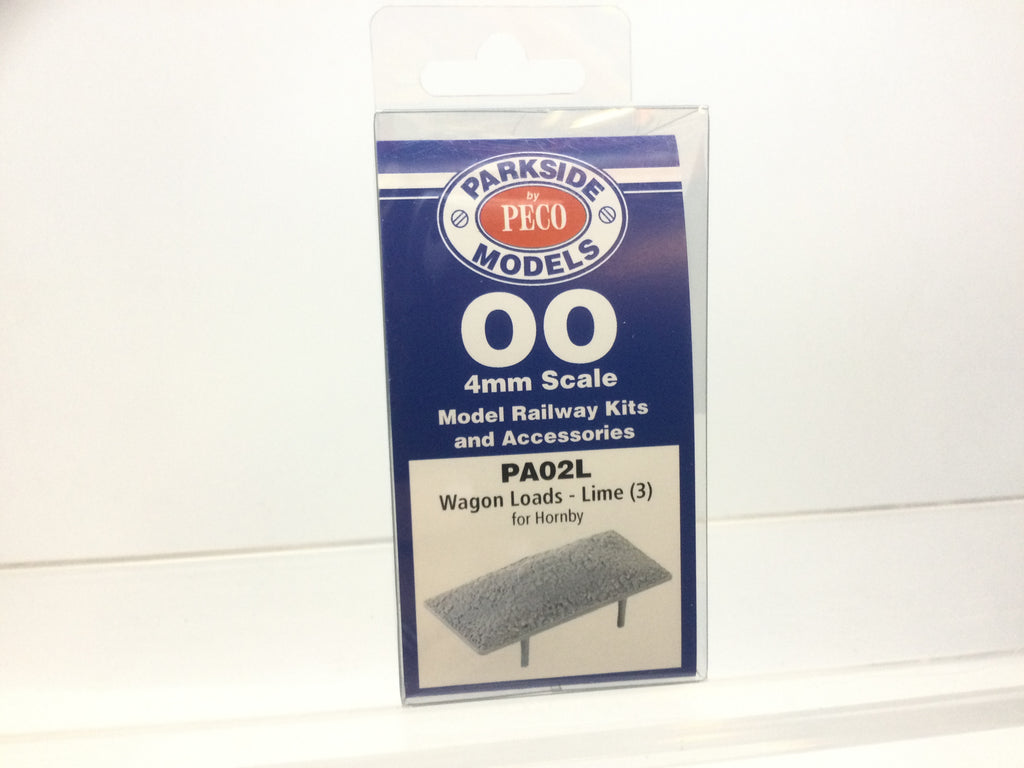 PARKSIDE
by
PECO
MODELS
OO
4mm Scale
Model Railway Kits
and Accessories
PA02L
Wagon Loads - Lime (3)
for Hornby